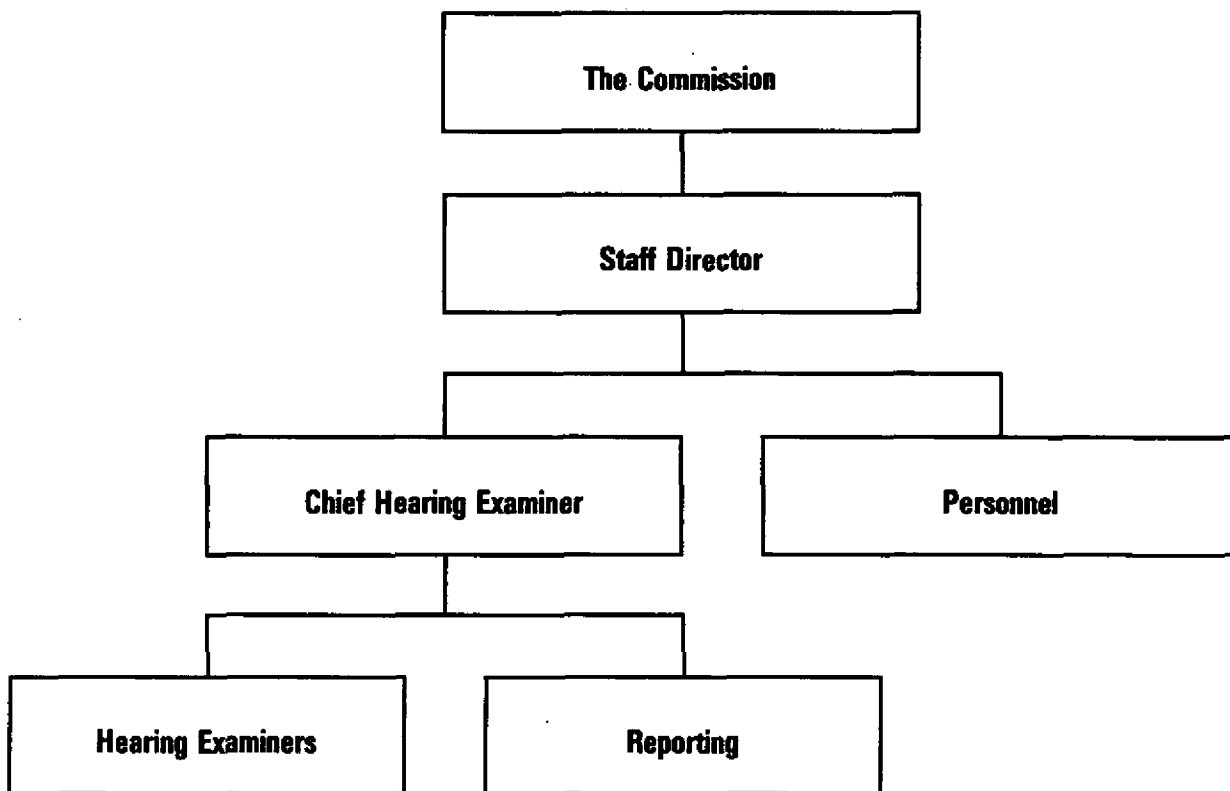 The Commission
Staff Director
Chief Hearing Examiner
Personnel
Hearing Examiners
Reporting